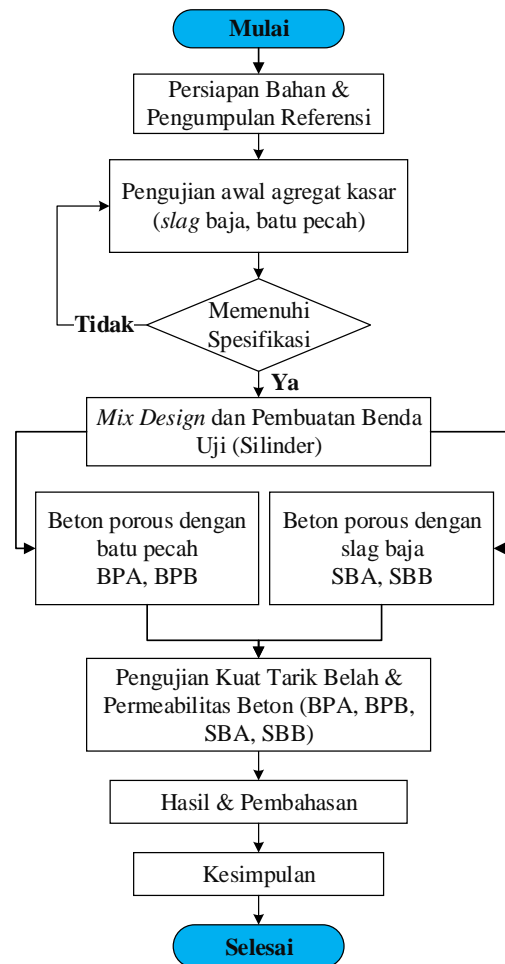 Mulai
Persiapan Bahan &
Pengumpulan Referensi
Pengujian awal agregat kasar
(slag baja, batu pecah)
Memenuhi
Spesifikasi
Tidak
Ya
Mix Design dan Pembuatan Benda
Uji (Silinder)
Beton porous dengan
batu pecah
BPA, BPB
Beton porous dengan
slag baja
SBA, SBB
Pengujian Kuat Tarik Belah &
Permeabilitas Beton (BPA, BPB,
SBA, SBB)
Hasil & Pembahasan
Kesimpulan
Selesai